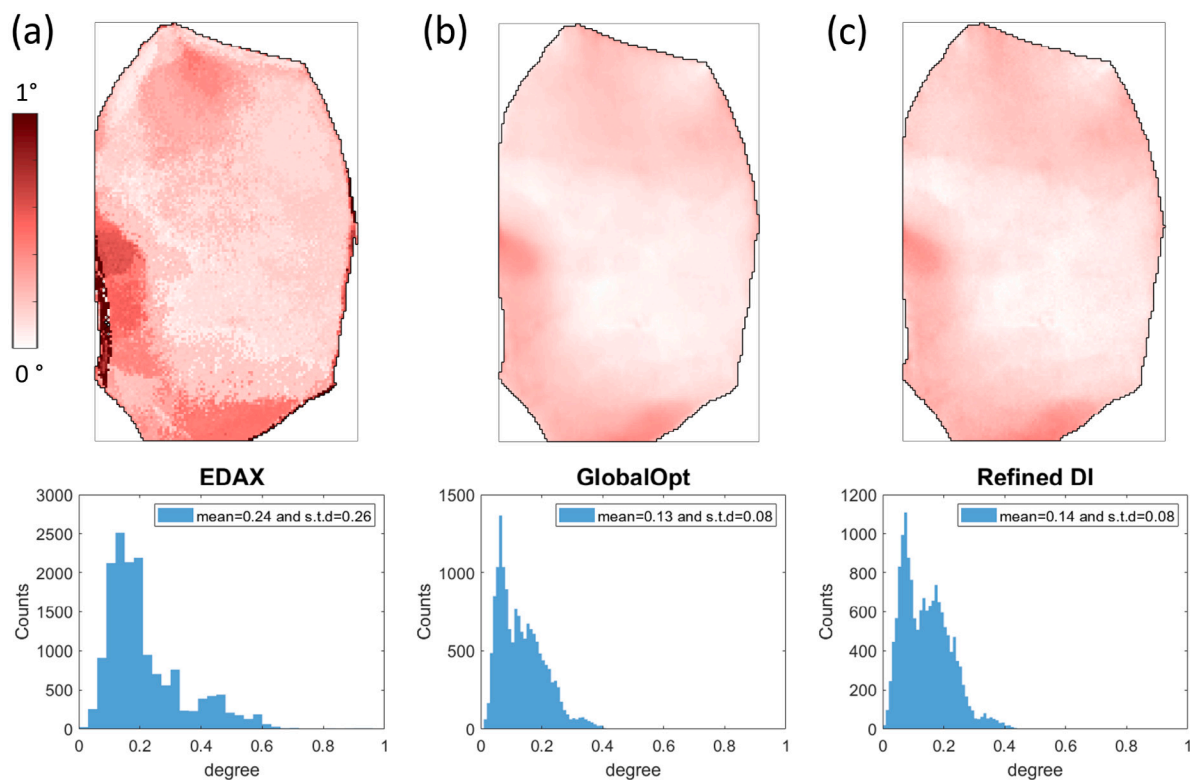 (a) (b) (c)
1°
0 °
EDAX
3000
2500
2000
1500
1000
500
0
Counts
mean=0.24 and s.t.d=0.26
0 0.2 0.4 0.6 0.8 1
degree
GlobalOpt
1500
1000
500
0
Counts
mean=0.13 and s.t.d=0.08
0 0.2 0.4 0.6 0.8 1
degree
Refined DI
1200
1000
800
600
400
200
0
Counts
mean=0.14 and s.t.d=0.08
0 0.2 0.4 0.6 0.8 1
degree